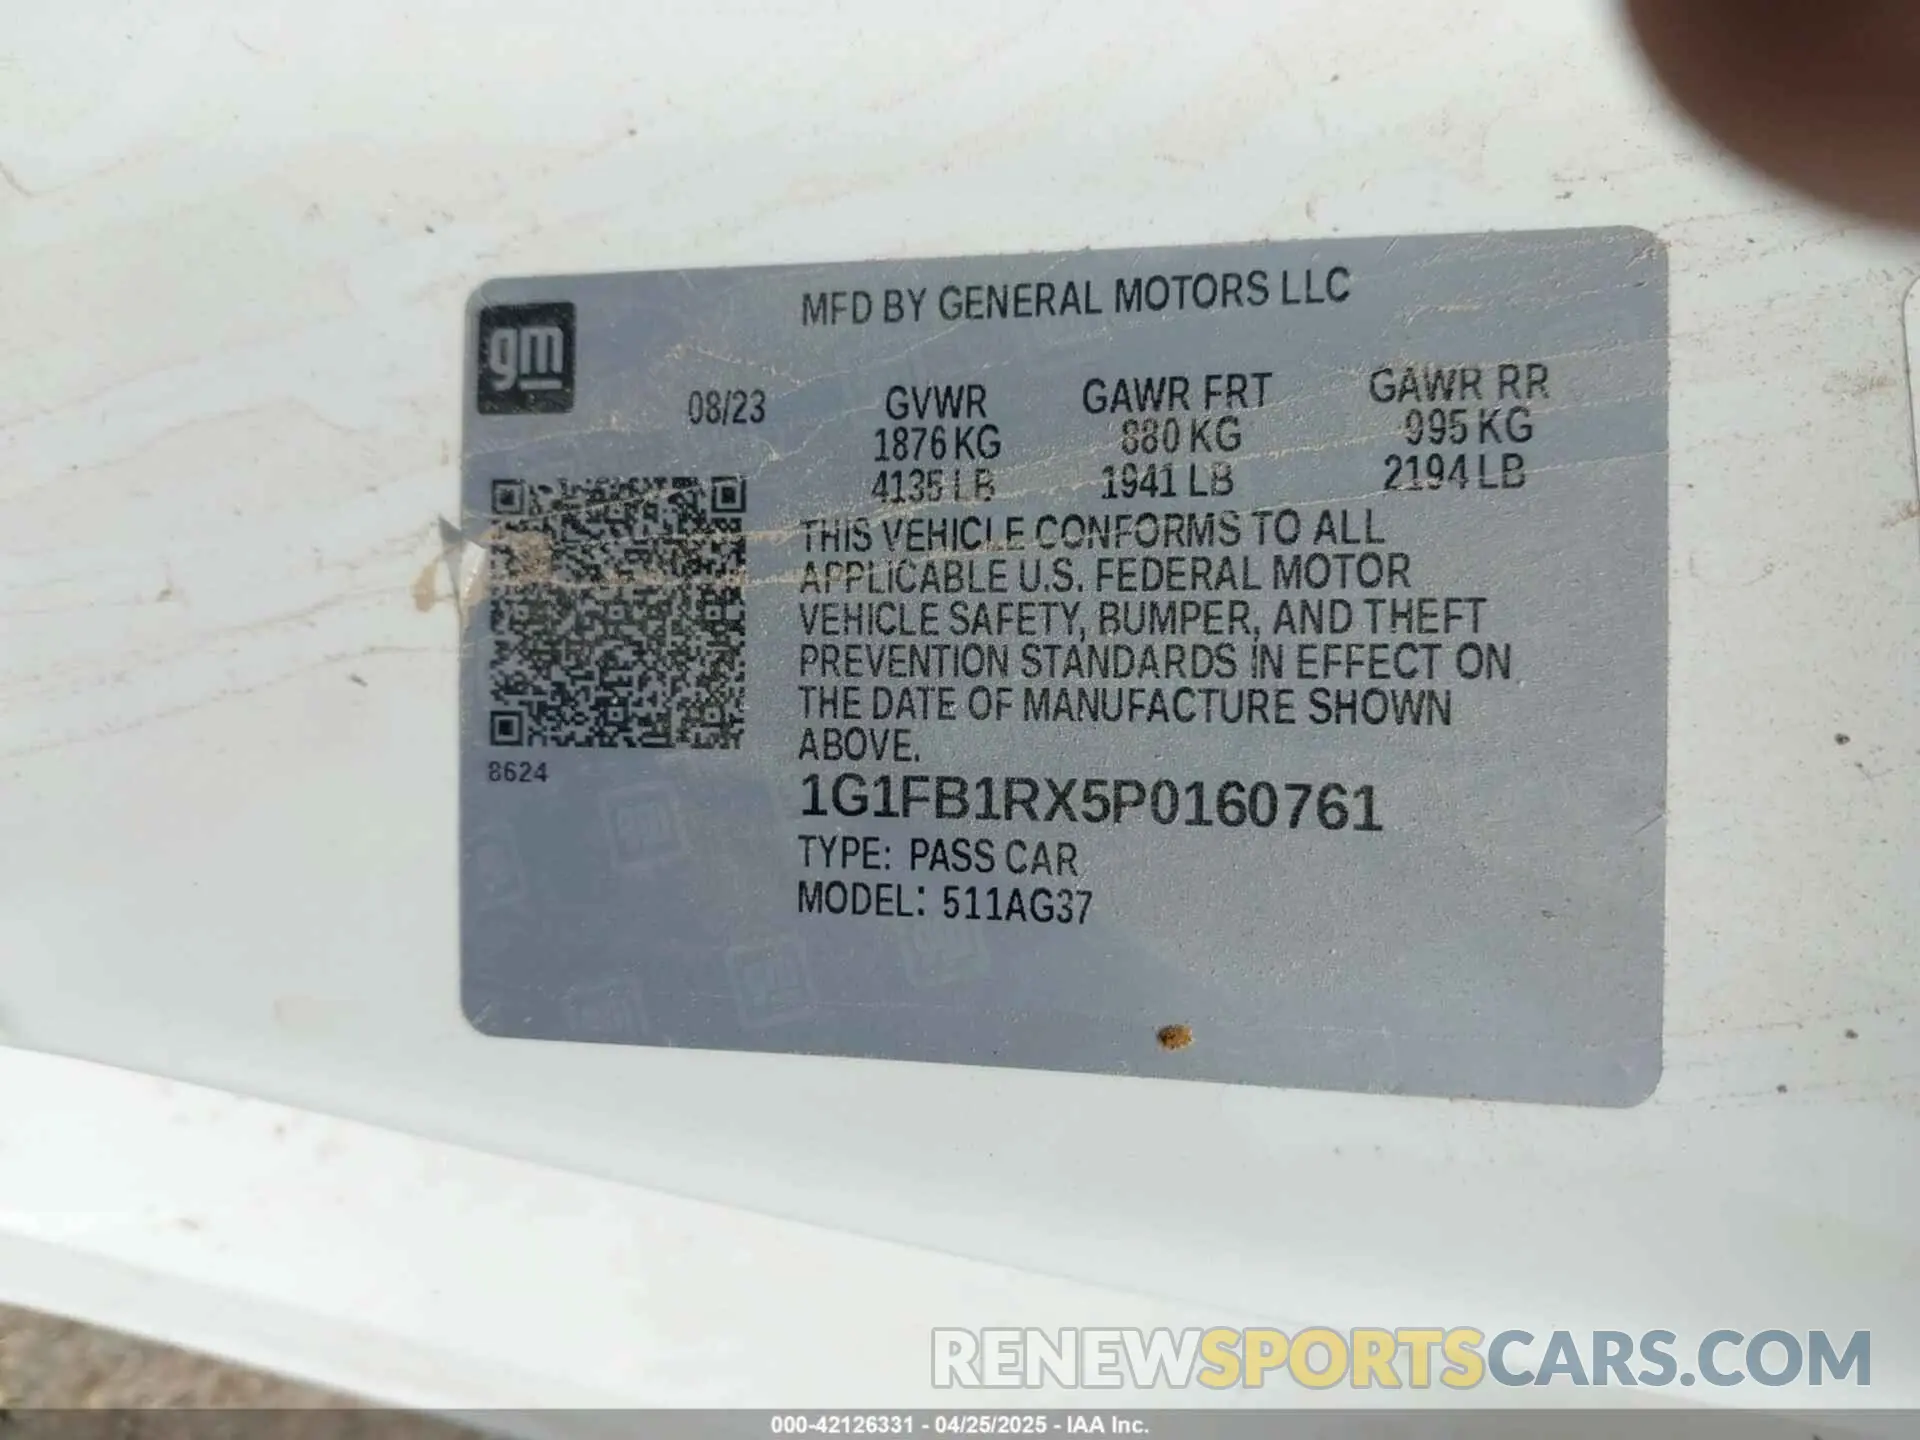 MFD BY GENERAL MOTORS LLC
gm
08/23
GVWR GAWR FRT GAWR RR
1876 KG 880 KG 995 KG
4135 LB 1941 LB 2194 LB
THIS VEHICLE CONFORMS TO ALL
APPLICABLE U.S. FEDERAL MOTOR
VEHICLE SAFETY, BUMPER, AND THEFT
PREVENTION STANDARDS IN EFFECT ON
THE DATE OF MANUFACTURE SHOWN
ABOVE.
8624
1G1FB1RX5P0160761
TYPE: PASS CAR
MODEL: 511AG37
RENEWSPORTSCARS.COM
000-42126331 - 04/25/2025 - IAA Inc.